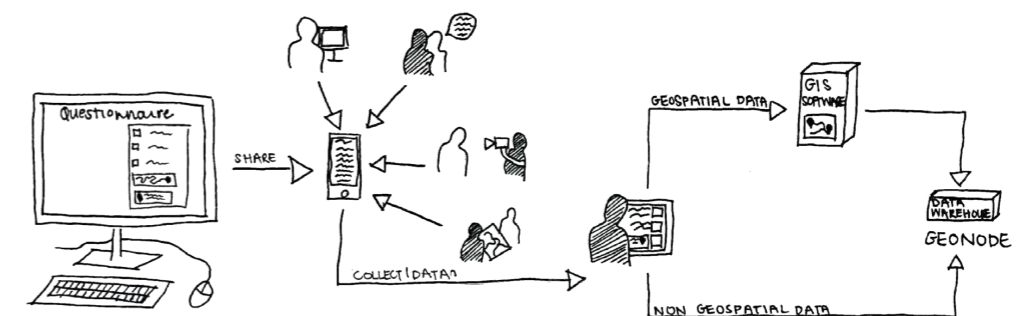 Questionnaire
SHARE
COLLECT DATA
GEOSPATIAL DATA
GIS
SOFTWARE
DATA
WAREHOUSE
GEONODE
NON GEOSPATIAL DATA